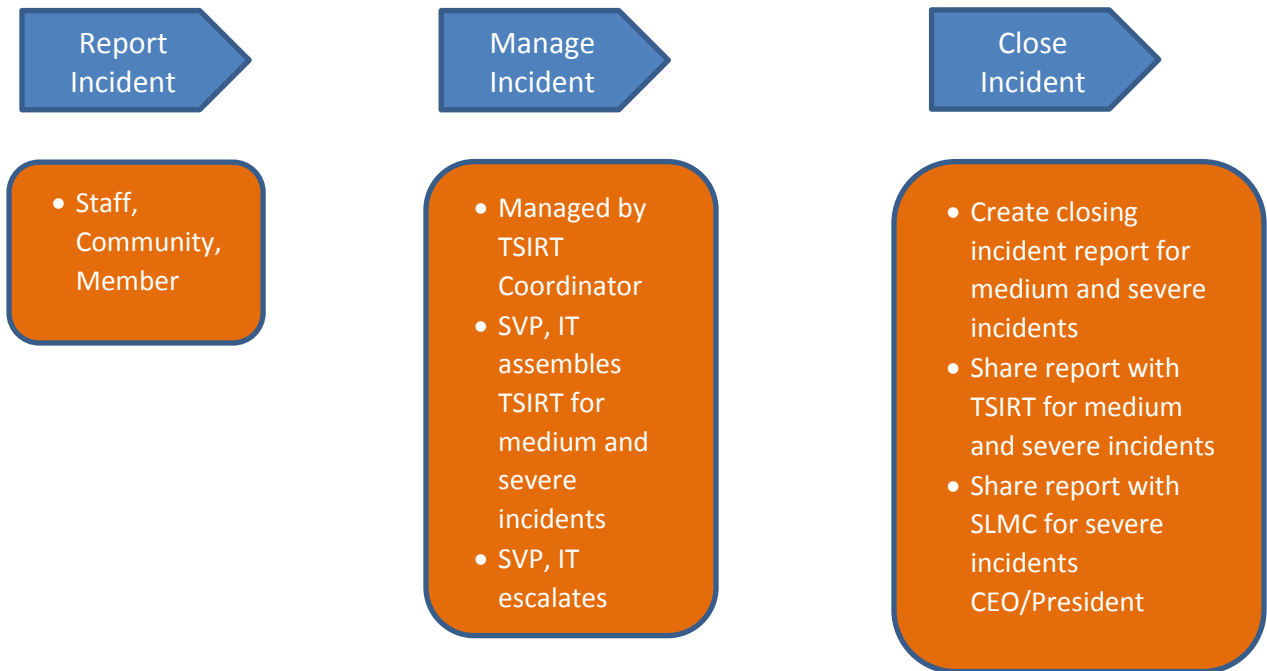 Report
Incident
Manage
Incident
Close
Incident
• Staff,
Community,
Member
• Managed by
TSIRT
Coordinator
• SVP, IT
assembles
TSIRT for
medium and
severe
incidents
• SVP, IT
escalates
• Create closing
incident report for
medium and severe
incidents
• Share report with
TSIRT for medium
and severe incidents
• Share report with
SLMC for severe
incidents
CEO/President